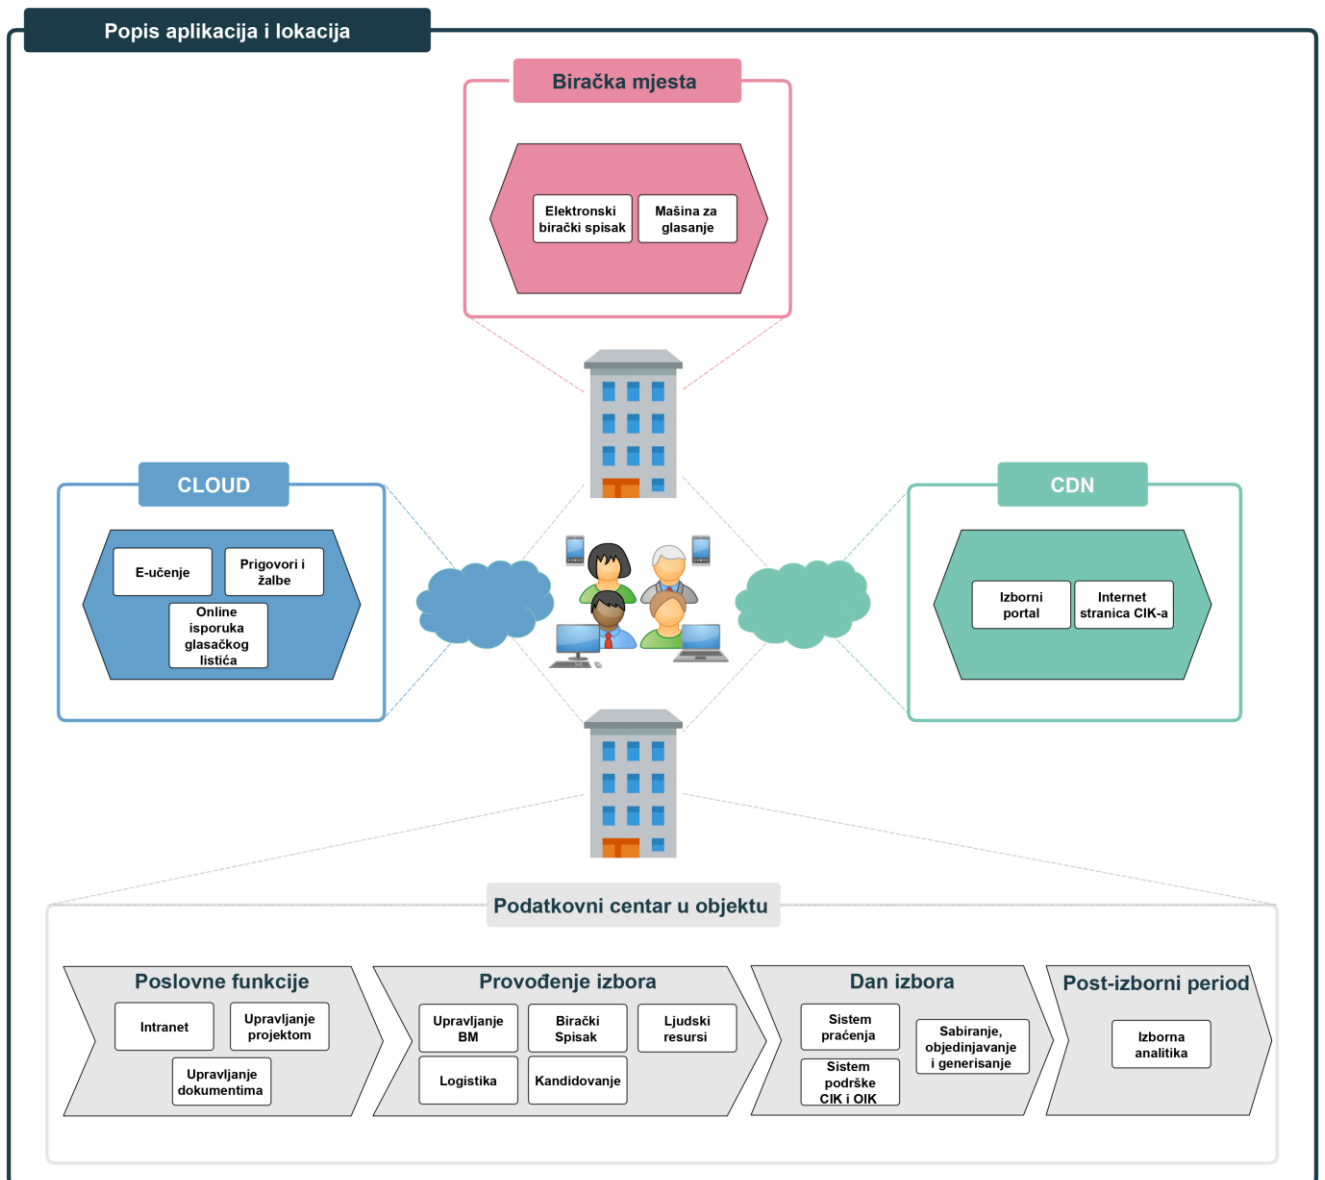 Popis aplikacija i lokacija
Biračka mjesta
Elektronski
birački spisak
Mašina za
glasanje
CLOUD
E-učenje
Prigovori i
žalbe
Online
isporuka
glasačkog
listića
CDN
Izborni
portal
Internet
stranica CIK-a
Podatkovni centar u objektu
Poslovne funkcije
Intranet
Upravljanje
projektom
Upravljanje
dokumentima
Provođenje izbora
Upravljanje
BM
Birački
Spisak
Ljudski
resursi
Logistika
Kandidovanje
Dan izbora
Sistem
praćenja
Sistem
podrške
CIK i OIK
Sabiranje,
objedinjavanje
i generisanje
Post-izborni period
Izborna
analitika